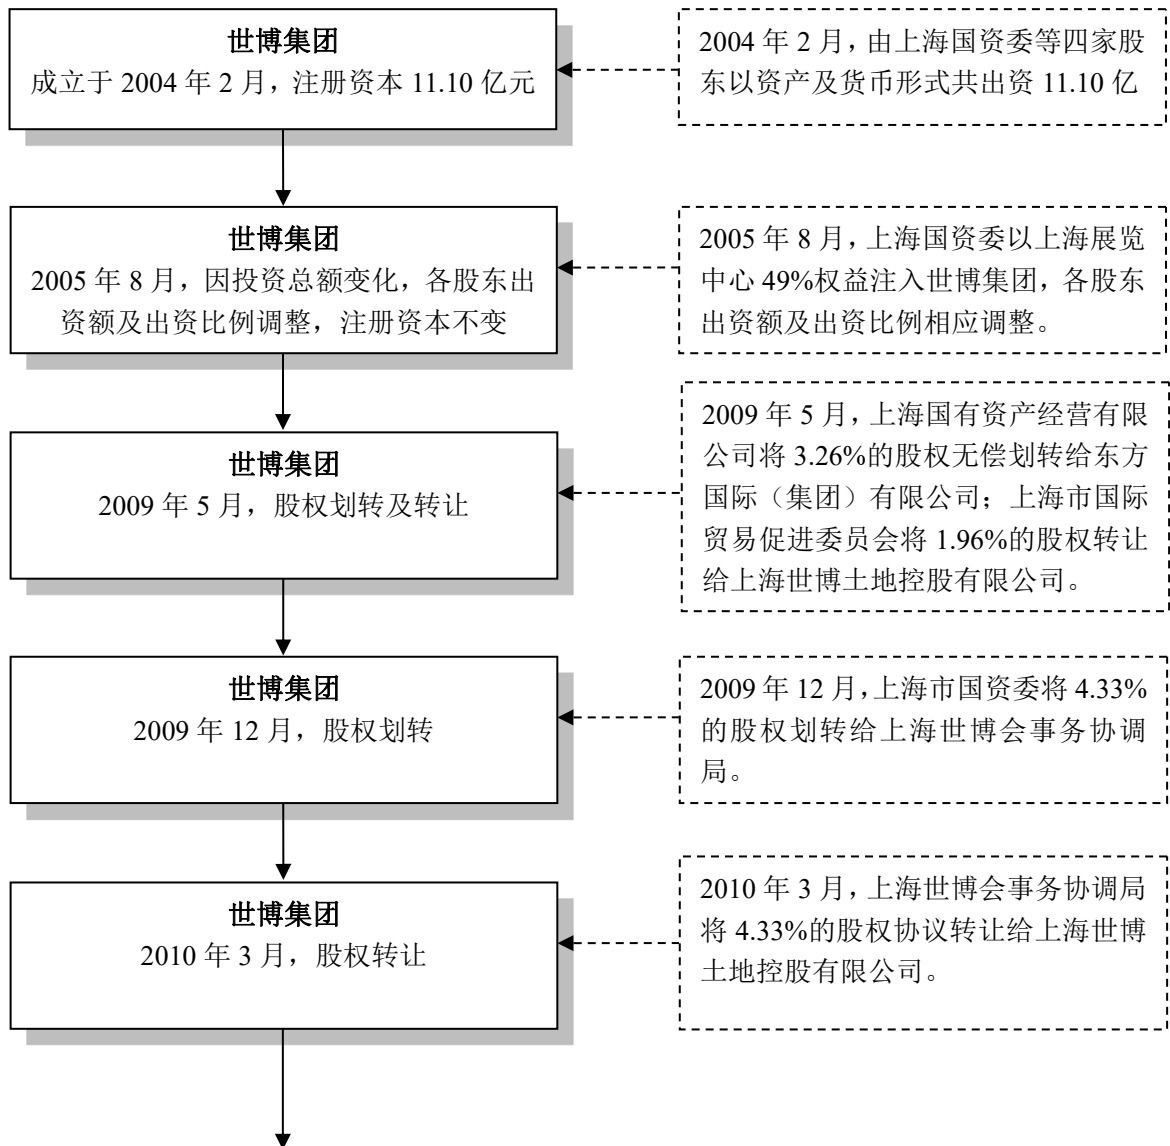 世博集团
成立于 2004 年 2 月，注册资本 11.10 亿元
2004 年 2 月，由上海国资委等四家股
东以资产及货币形式共出资 11.10 亿
世博集团
2005 年 8 月，因投资总额变化，各股东出
资额及出资比例调整，注册资本不变
2005 年 8 月，上海国资委以上海展览
中心 49%权益注入世博集团，各股东
出资额及出资比例相应调整。
世博集团
2009 年 5 月，股权划转及转让
2009 年 5 月，上海国有资产经营有限
公司将 3.26%的股权无偿划转给东方
国际（集团）有限公司；上海市国际
贸易促进委员会将 1.96%的股权转让
给上海世博土地控股有限公司。
世博集团
2009 年 12 月，股权划转
2009 年 12 月，上海市国资委将 4.33%
的股权划转给上海世博会事务协调
局。
世博集团
2010 年 3 月，股权转让
2010 年 3 月，上海世博会事务协调局
将 4.33%的股权协议转让给上海世博
土地控股有限公司。